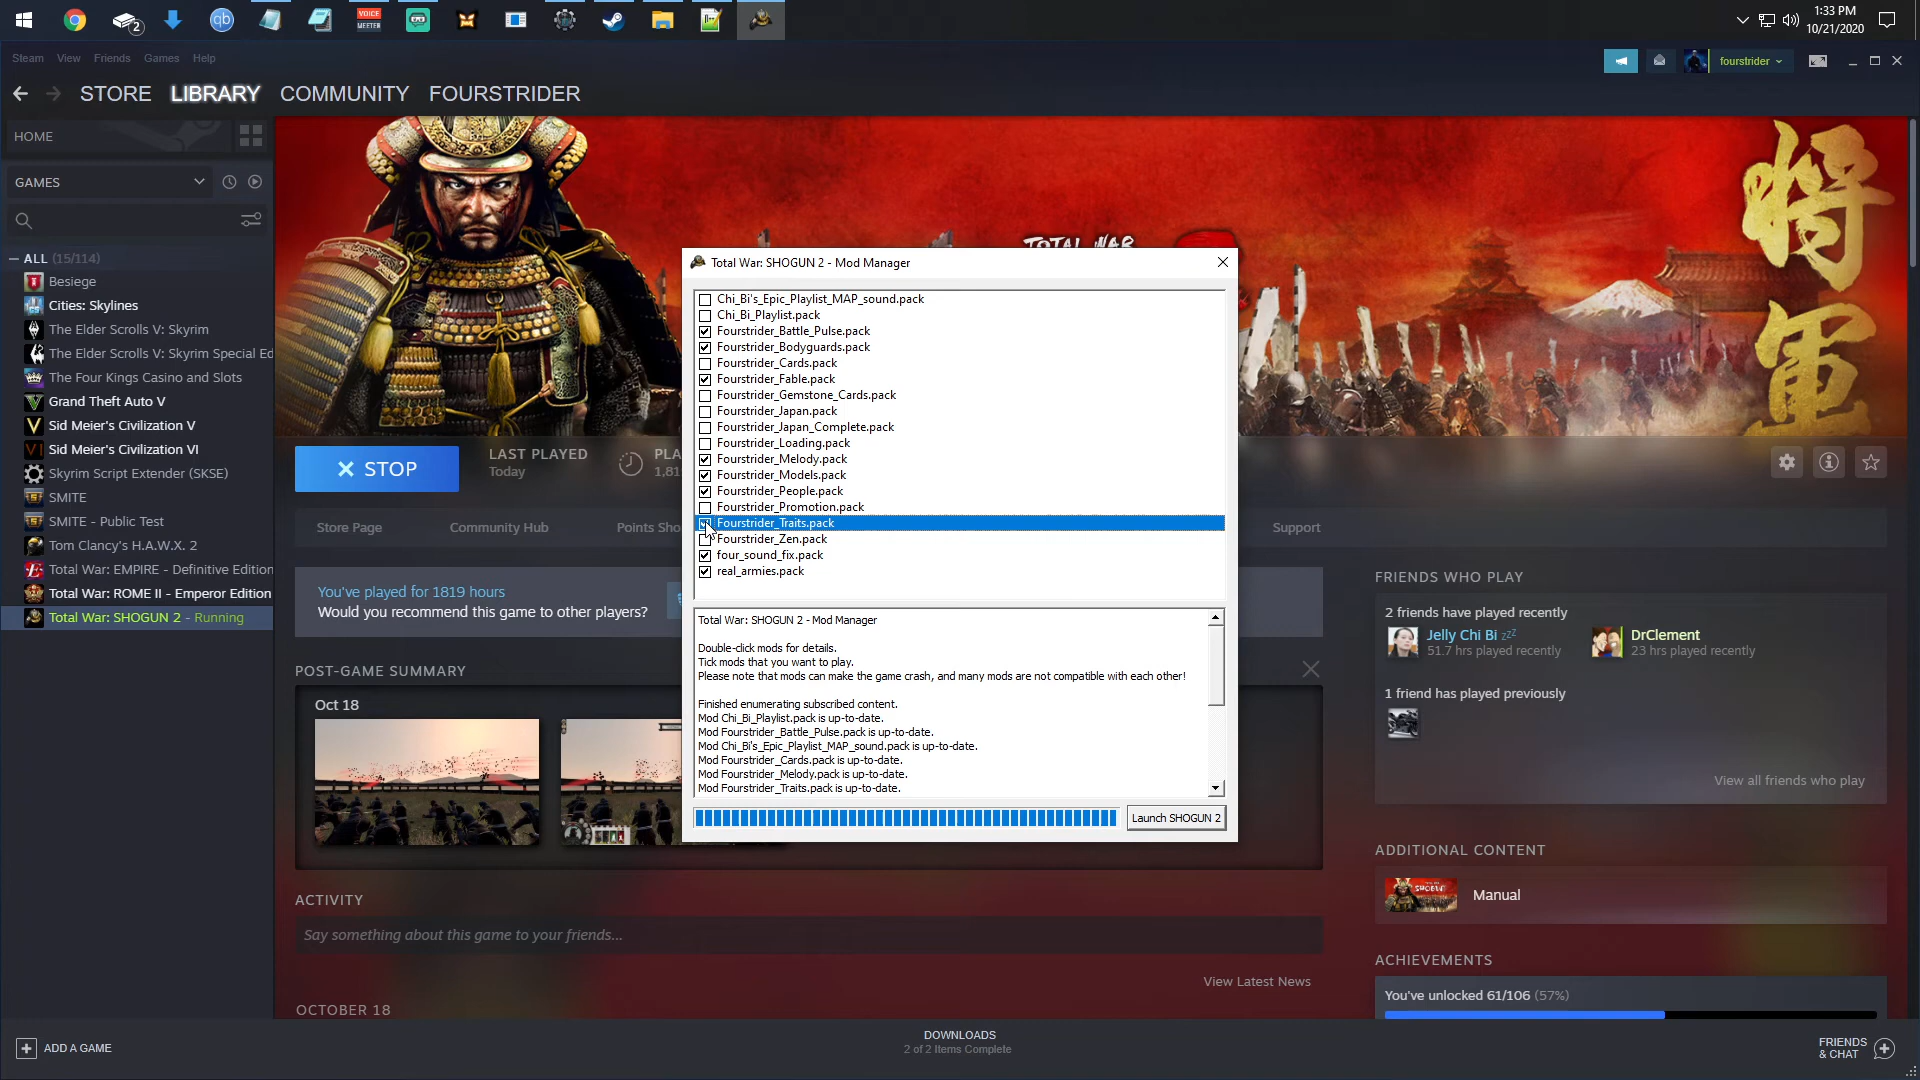 2
VOICE
MEETER
1:33 PM
10/21/2020
Steam View Friends Games Help
fourstrider
STORE LIBRARY COMMUNITY FOURSTRIDER
HOME
GAMES
ALL (15/114)
Besiege
Cities: Skylines
The Elder Scrolls V: Skyrim
The Elder Scrolls V: Skyrim Special Ed
The Four Kings Casino and Slots
Grand Theft Auto V
Sid Meier's Civilization V
Sid Meier's Civilization VI
Skyrim Script Extender (SKSE)
SMITE
SMITE - Public Test
Tom Clancy's H.A.W.X. 2
Total War: EMPIRE - Definitive Edition
Total War: ROME II - Emperor Edition
Total War: SHOGUN 2 - Running
TOTAL WAR
将軍
STOP
LAST PLAYED
Today
PLA
1,81
Store Page Community Hub Points Sho Support
You've played for 1819 hours
Would you recommend this game to other players?
POST-GAME SUMMARY
Oct 18
ACTIVITY
Say something about this game to your friends...
View Latest News
OCTOBER 18
Total War: SHOGUN 2 - Mod Manager
Chi_Bi's_Epic_Playlist_MAP_sound.pack
Chi_Bi_Playlist.pack
Fourstrider_Battle_Pulse.pack
Fourstrider_Bodyguards.pack
Fourstrider_Cards.pack
Fourstrider_Fable.pack
Fourstrider_Gemstone_Cards.pack
Fourstrider_Japan.pack
Fourstrider_Japan_Complete.pack
Fourstrider_Loading.pack
Fourstrider_Melody.pack
Fourstrider_Models.pack
Fourstrider_People.pack
Fourstrider_Promotion.pack
Fourstrider_Traits.pack
Fourstrider_Zen.pack
four_sound_fix.pack
real_armies.pack
Total War: SHOGUN 2 - Mod Manager
Double-click mods for details.
Tick mods that you want to play.
Please note that mods can make the game crash, and many mods are not compatible with each other!
Finished enumerating subscribed content.
Mod Chi_Bi_Playlist.pack is up-to-date.
Mod Fourstrider_Battle_Pulse.pack is up-to-date.
Mod Chi_Bi's_Epic_Playlist_MAP_sound.pack is up-to-date.
Mod Fourstrider_Cards.pack is up-to-date.
Mod Fourstrider_Melody.pack is up-to-date.
Mod Fourstrider_Traits.pack is up-to-date.
Launch SHOGUN 2
FRIENDS WHO PLAY
2 friends have played recently
Jelly Chi Bi zZZ
51.7 hrs played recently
DrClement
23 hrs played recently
1 friend has played previously
View all friends who play
ADDITIONAL CONTENT
SHOGUN
Manual
ACHIEVEMENTS
You've unlocked 61/106 (57%)
ADD A GAME
DOWNLOADS
2 of 2 Items Complete
FRIENDS
& CHAT